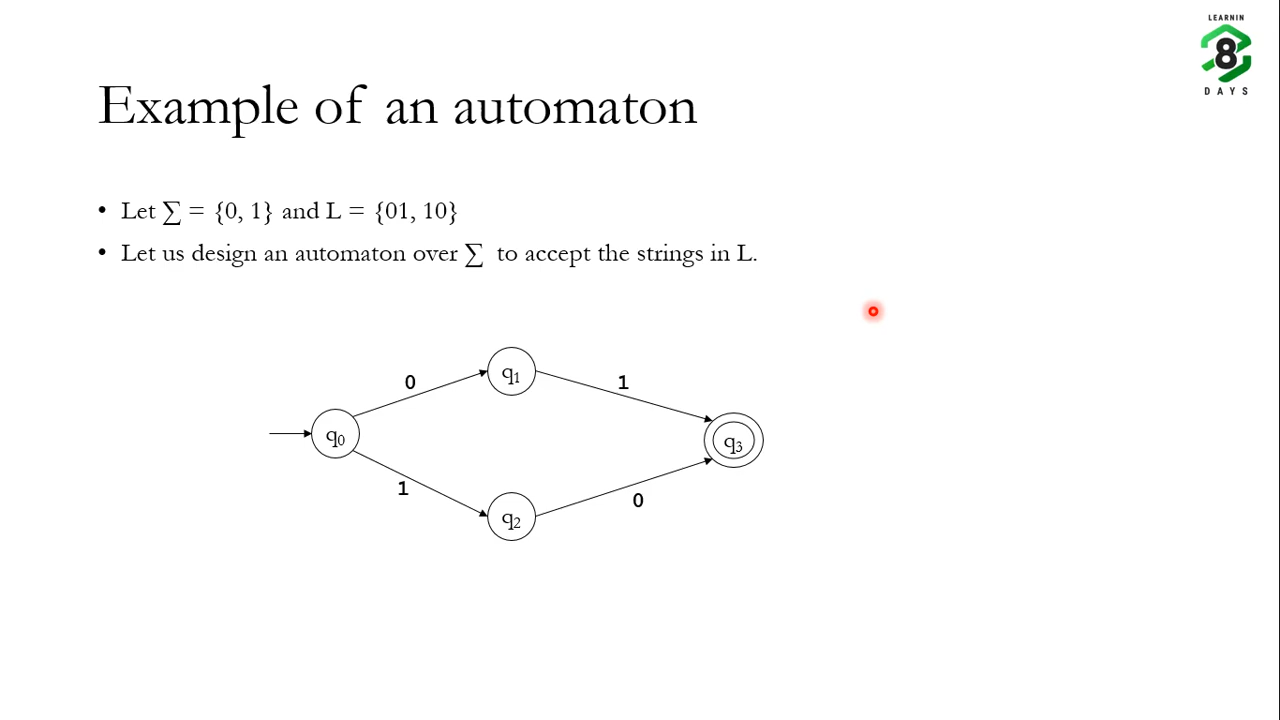 LEARNIN
8
DAYS
Example of an automaton
• Let ∑ = {0, 1} and L = {01, 10}
• Let us design an automaton over ∑ to accept the strings in L.
0
q₁
1
q₀
q₃
1
q₂
0